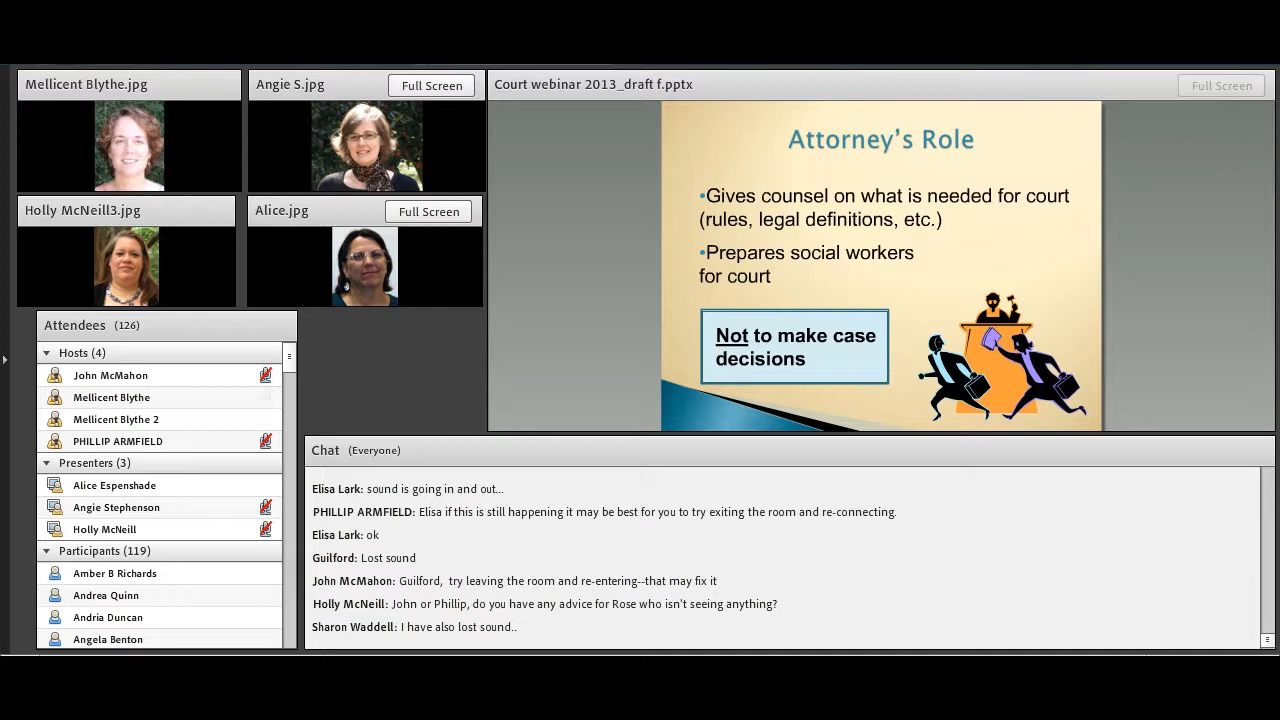 Mellicent Blythe.jpg
Angie S.jpg
Full Screen
Holly McNeill3.jpg
Alice.jpg
Full Screen
Attendees (126)
Hosts (4)
John McMahon
Mellicent Blythe
Mellicent Blythe 2
PHILLIP ARMFIELD
Presenters (3)
Alice Espenshade
Angie Stephenson
Holly McNeill
Participants (119)
Amber B Richards
Andrea Quinn
Andria Duncan
Angela Benton
Court webinar 2013_draft f.pptx
Full Screen
Attorney's Role
•Gives counsel on what is needed for court
(rules, legal definitions, etc.)
•Prepares social workers
for court
Not to make case
decisions
Chat (Everyone)
Elisa Lark: sound is going in and out...
PHILLIP ARMFIELD: Elisa if this is still happening it may be best for you to try exiting the room and re-connecting.
Elisa Lark: ok
Guilford: Lost sound
John McMahon: Guilford, try leaving the room and re-entering--that may fix it
Holly McNeill: John or Phillip, do you have any advice for Rose who isn't seeing anything?
Sharon Waddell: I have also lost sound..